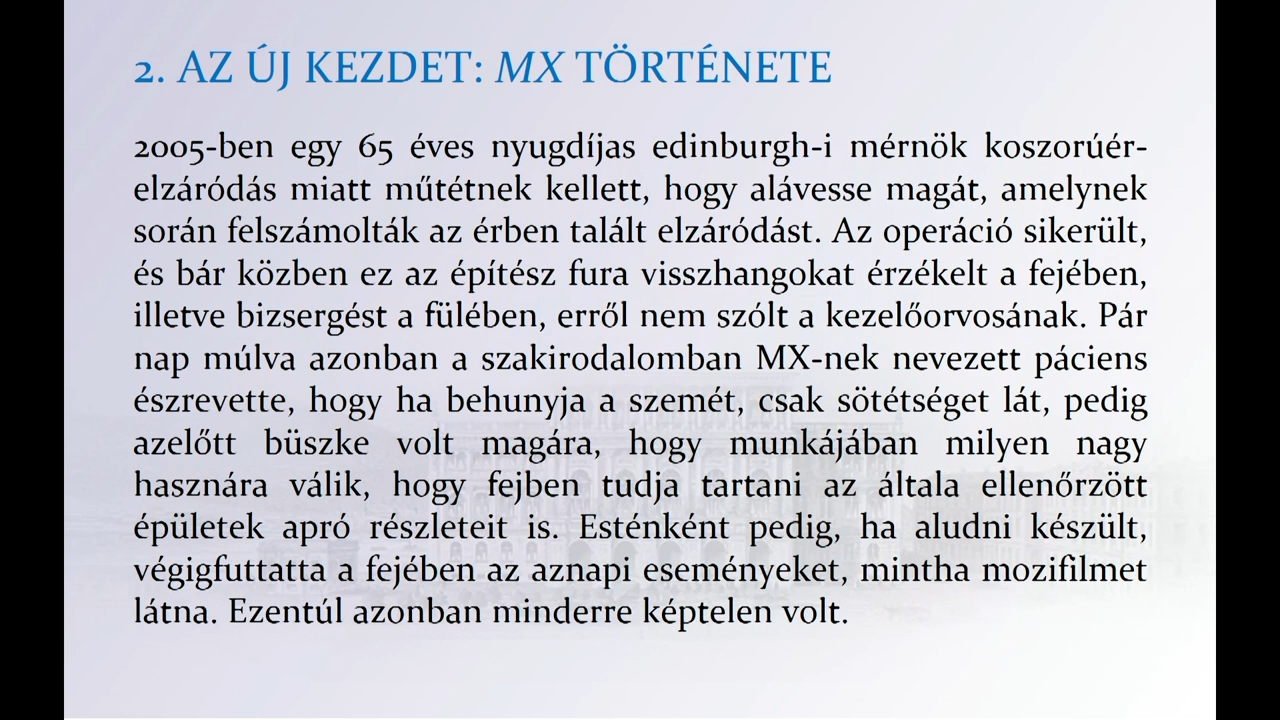 2. AZ ÚJ KEZDET: MX TÖRTÉNETE
2005-ben egy 65 éves nyugdíjas edinburgh-i mérnök koszorúér-
elzáródás miatt műtétnek kellett, hogy alávesse magát, amelynek
során felszámolták az érben talált elzáródást. Az operáció sikerült,
és bár közben ez az építész fura visszhangokat érzékelt a fejében,
illetve bizsergést a fülében, erről nem szólt a kezelőorvosának. Pár
nap múlva azonban a szakirodalomban MX-nek nevezett páciens
észrevette, hogy ha behunyja a szemét, csak sötétséget lát, pedig
azelőtt büszke volt magára, hogy munkájában milyen nagy
hasznára válik, hogy fejben tudja tartani az általa ellenőrzött
épületek apró részleteit is. Esténként pedig, ha aludni készült,
végigfuttatta a fejében az aznapi eseményeket, mintha mozifilmet
látna. Ezentúl azonban minderre képtelen volt.